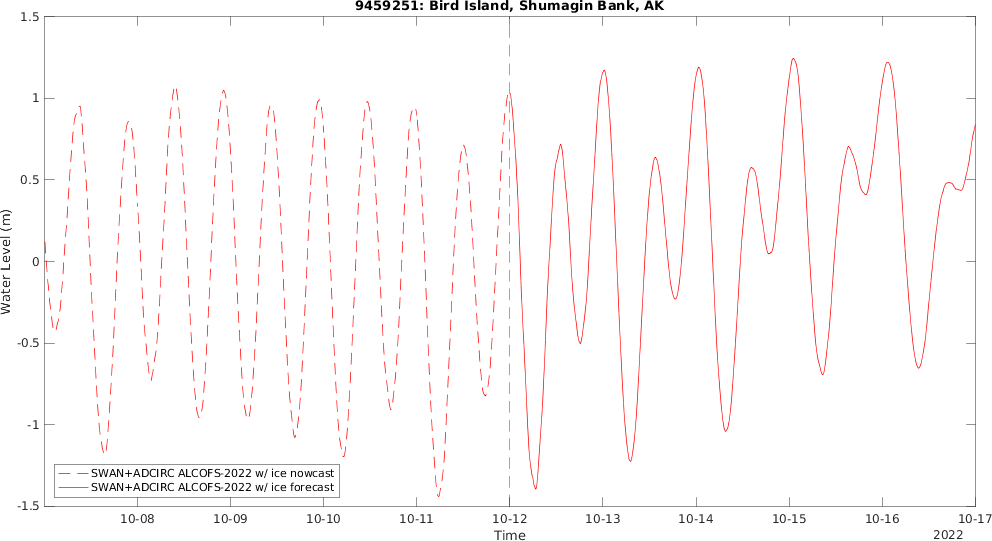 9459251: Bird Island, Shumagin Bank, AK
1.5
1
0.5
0
-0.5
-1
-1.5
Water Level (m)
SWAN+ADCIRC ALCOFS-2022 w/ ice nowcast
SWAN+ADCIRC ALCOFS-2022 w/ ice forecast
10-08 10-09 10-10 10-11 10-12 10-13 10-14 10-15 10-16 10-17
Time
2022